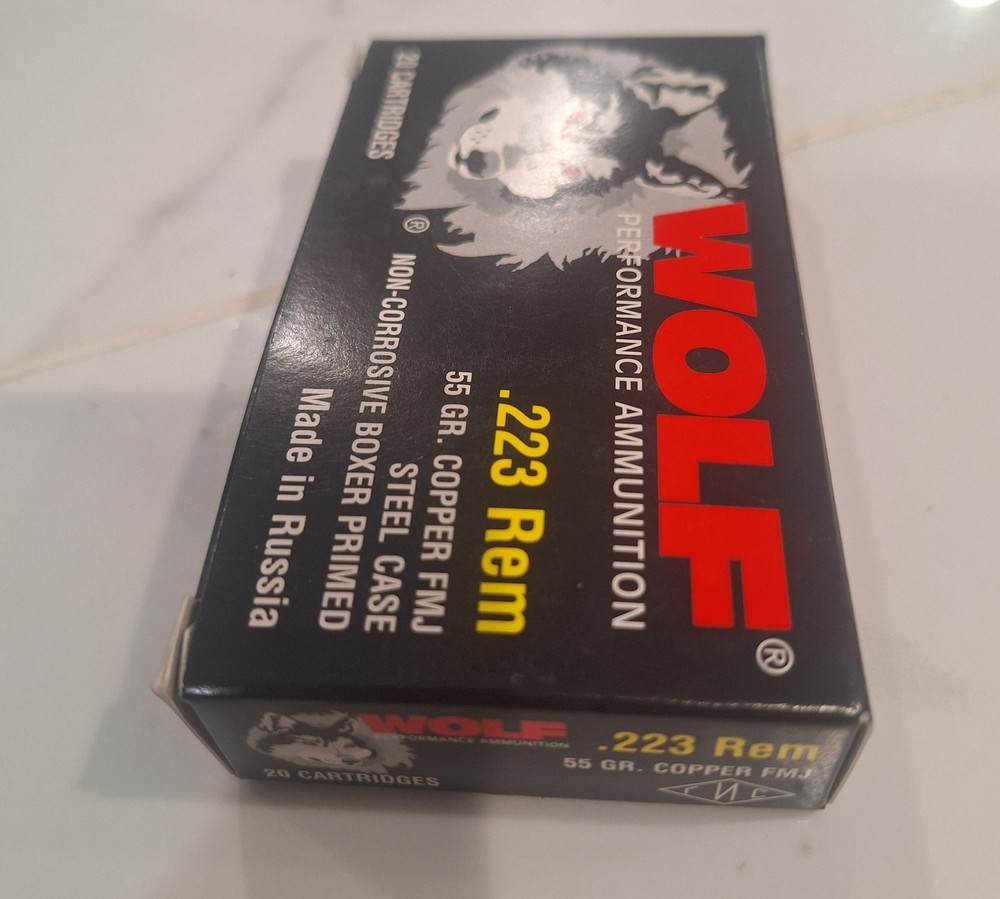 WOLF®
PERFORMANCE AMMUNITION
.223 Rem
55 GR. COPPER FMJ
STEEL CASE
NON-CORROSIVE BOXER PRIMED
Made in Russia
®
20 CARTRIDGES
WOLF
PERFORMANCE AMMUNITION
20 CARTRIDGES
.223 Rem
55 GR. COPPER FMJ
ГИС